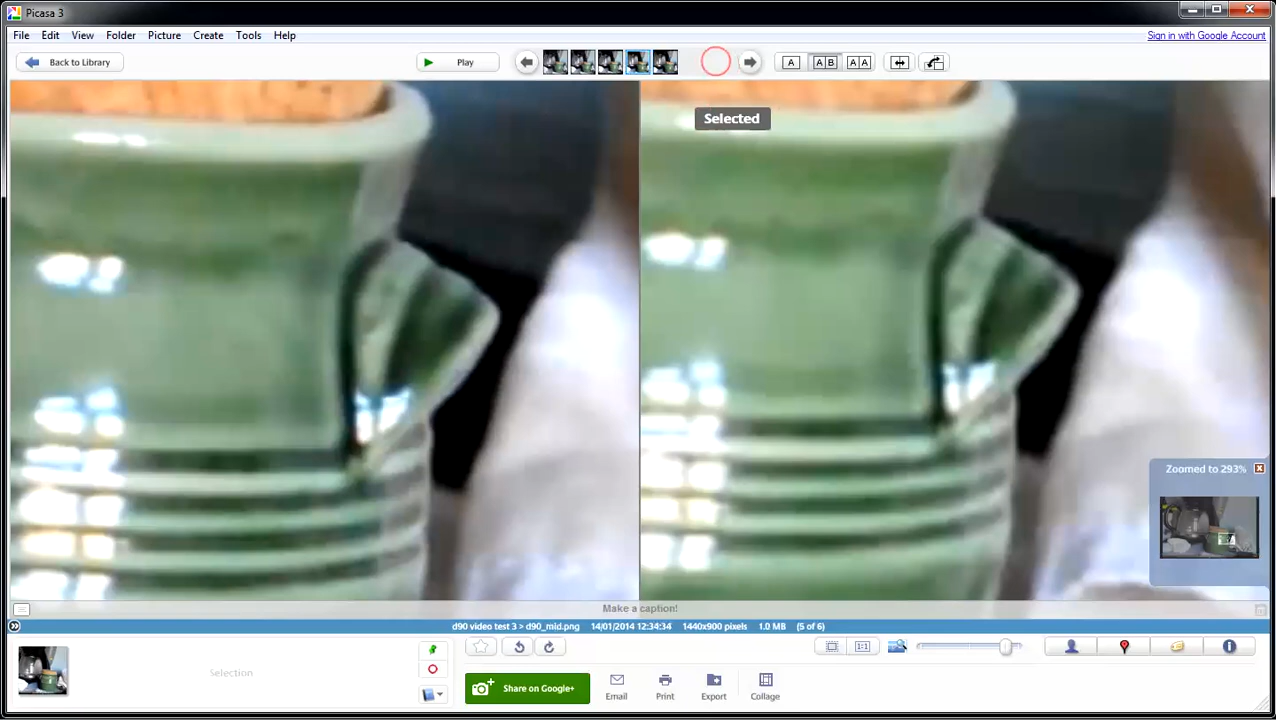 Picasa 3
File Edit View Folder Picture Create Tools Help
Sign in with Google Account
Back to Library
Play
A
A B
A A
Selected
Zoomed to 293%
Make a caption!
d90 video test 3 > d90_mid.png 14/01/2014 12:34:34 1440x900 pixels 1.0 MB (5 of 6)
Selection
1:1
Share on Google+
Email
Print
Export
Collage